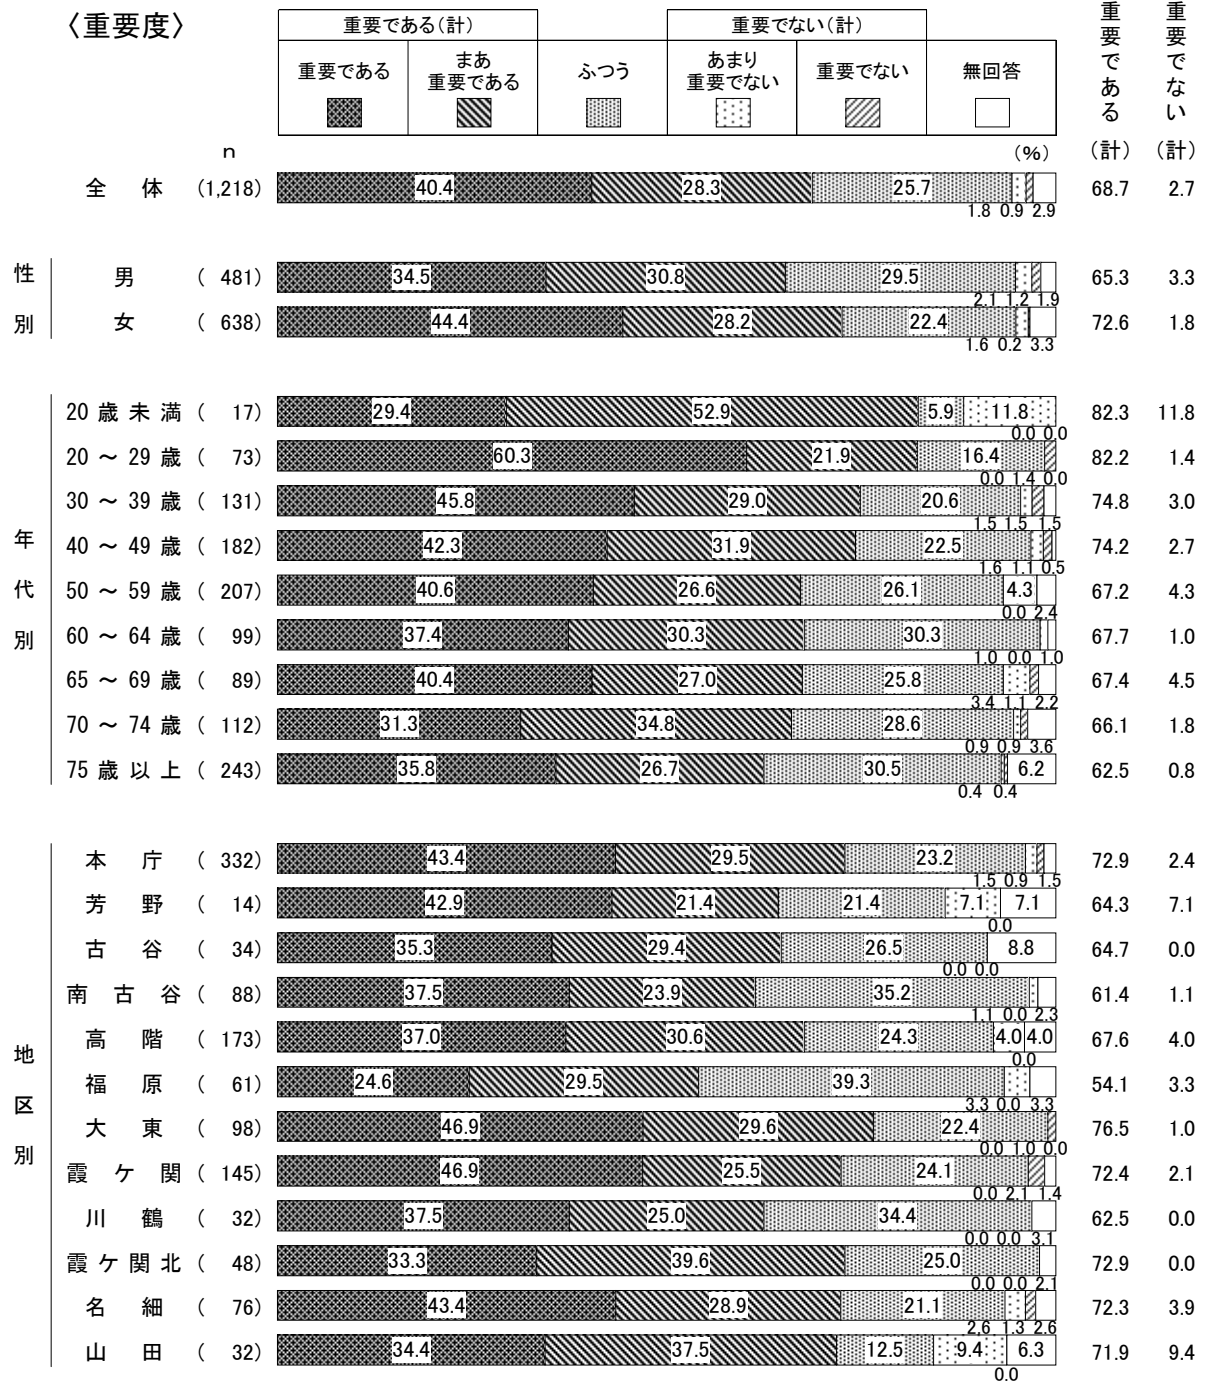 〈重要度〉
重要である(計) 重要でない(計)
重要である まあ重要である ふつう あまり重要でない 重要でない 無回答
重要である(計) 重要でない(計)
n (%)
全体 (1,218) 40.4 28.3 25.7 68.7 2.7
1.8 0.9 2.9
性別
男 ( 481) 34.5 30.8 29.5 65.3 3.3
2.1 1.2 1.9
女 ( 638) 44.4 28.2 22.4 72.6 1.8
1.6 0.2 3.3
年代別
20歳未満 ( 17) 29.4 52.9 5.9 11.8 82.3 11.8
0.0 0.0
20～29歳 ( 73) 60.3 21.9 16.4 82.2 1.4
0.0 1.4 0.0
30～39歳 ( 131) 45.8 29.0 20.6 74.8 3.0
1.5 1.5 1.5
40～49歳 ( 182) 42.3 31.9 22.5 74.2 2.7
1.6 1.1 0.5
50～59歳 ( 207) 40.6 26.6 26.1 4.3 67.2 4.3
0.0 2.4
60～64歳 ( 99) 37.4 30.3 30.3 67.7 1.0
1.0 0.0 1.0
65～69歳 ( 89) 40.4 27.0 25.8 67.4 4.5
3.4 1.1 2.2
70～74歳 ( 112) 31.3 34.8 28.6 66.1 1.8
0.9 0.9 3.6
75歳以上 ( 243) 35.8 26.7 30.5 6.2 62.5 0.8
0.4 0.4
地区別
本庁 ( 332) 43.4 29.5 23.2 72.9 2.4
1.5 0.9 1.5
芳野 ( 14) 42.9 21.4 21.4 7.1 7.1 64.3 7.1
0.0
古谷 ( 34) 35.3 29.4 26.5 8.8 64.7 0.0
0.0 0.0
南古谷 ( 88) 37.5 23.9 35.2 61.4 1.1
1.1 0.0 2.3
高階 ( 173) 37.0 30.6 24.3 4.0 4.0 67.6 4.0
0.0
福原 ( 61) 24.6 29.5 39.3 54.1 3.3
3.3 0.0 3.3
大東 ( 98) 46.9 29.6 22.4 76.5 1.0
0.0 1.0 0.0
霞ケ関 ( 145) 46.9 25.5 24.1 72.4 2.1
0.0 2.1 1.4
川鶴 ( 32) 37.5 25.0 34.4 62.5 0.0
0.0 0.0 3.1
霞ケ関北 ( 48) 33.3 39.6 25.0 72.9 0.0
0.0 0.0 2.1
名細 ( 76) 43.4 28.9 21.1 72.3 3.9
2.6 1.3 2.6
山田 ( 32) 34.4 37.5 12.5 9.4 6.3 71.9 9.4
0.0